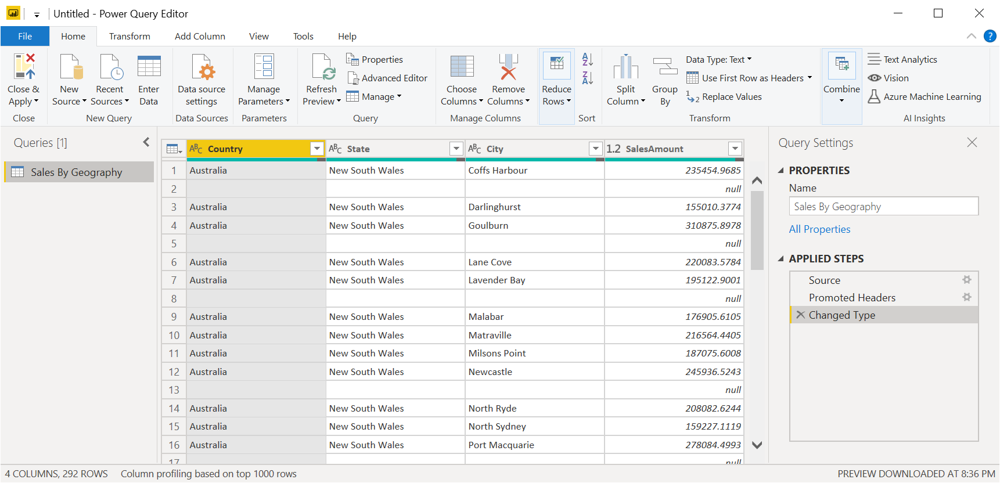 Untitled - Power Query Editor
File Home Transform Add Column View Tools Help
Close & Apply
New Source
Recent Sources
Enter Data
Data source settings
Manage Parameters
Refresh Preview
Properties
Advanced Editor
Manage
Choose Columns
Remove Columns
Reduce Rows
A Z
Z A
Split Column
Group By
Data Type: Text
Use First Row as Headers
1 2 Replace Values
Combine
Text Analytics
Vision
Azure Machine Learning
Close New Query Data Sources Parameters Query Manage Columns Sort Transform AI Insights
Queries [1]
Sales By Geography
ABC Country ABC State ABC City 1.2 SalesAmount
1 Australia New South Wales Coffs Harbour 235454.9685
2 null
3 Australia New South Wales Darlinghurst 155010.3774
4 Australia New South Wales Goulburn 310875.8978
5 null
6 Australia New South Wales Lane Cove 220083.5784
7 Australia New South Wales Lavender Bay 195122.9001
8 null
9 Australia New South Wales Malabar 176905.6105
10 Australia New South Wales Matraville 216564.4405
11 Australia New South Wales Milsons Point 187075.6008
12 Australia New South Wales Newcastle 245936.5243
13 null
14 Australia New South Wales North Ryde 208082.6244
15 Australia New South Wales North Sydney 159227.1119
16 Australia New South Wales Port Macquarie 278084.4993
17 null
Query Settings
PROPERTIES
Name
Sales By Geography
All Properties
APPLIED STEPS
Source
Promoted Headers
Changed Type
4 COLUMNS, 292 ROWS Column profiling based on top 1000 rows PREVIEW DOWNLOADED AT 8:36 PM